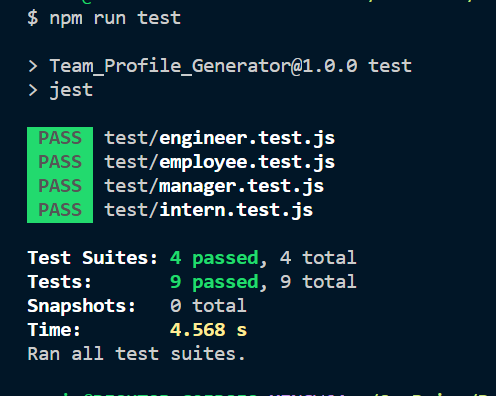 $ npm run test
> Team_Profile_Generator@1.0.0 test
> jest
PASS test/engineer.test.js
PASS test/employee.test.js
PASS test/manager.test.js
PASS test/intern.test.js
Test Suites: 4 passed, 4 total
Tests: 9 passed, 9 total
Snapshots: 0 total
Time: 4.568 s
Ran all test suites.